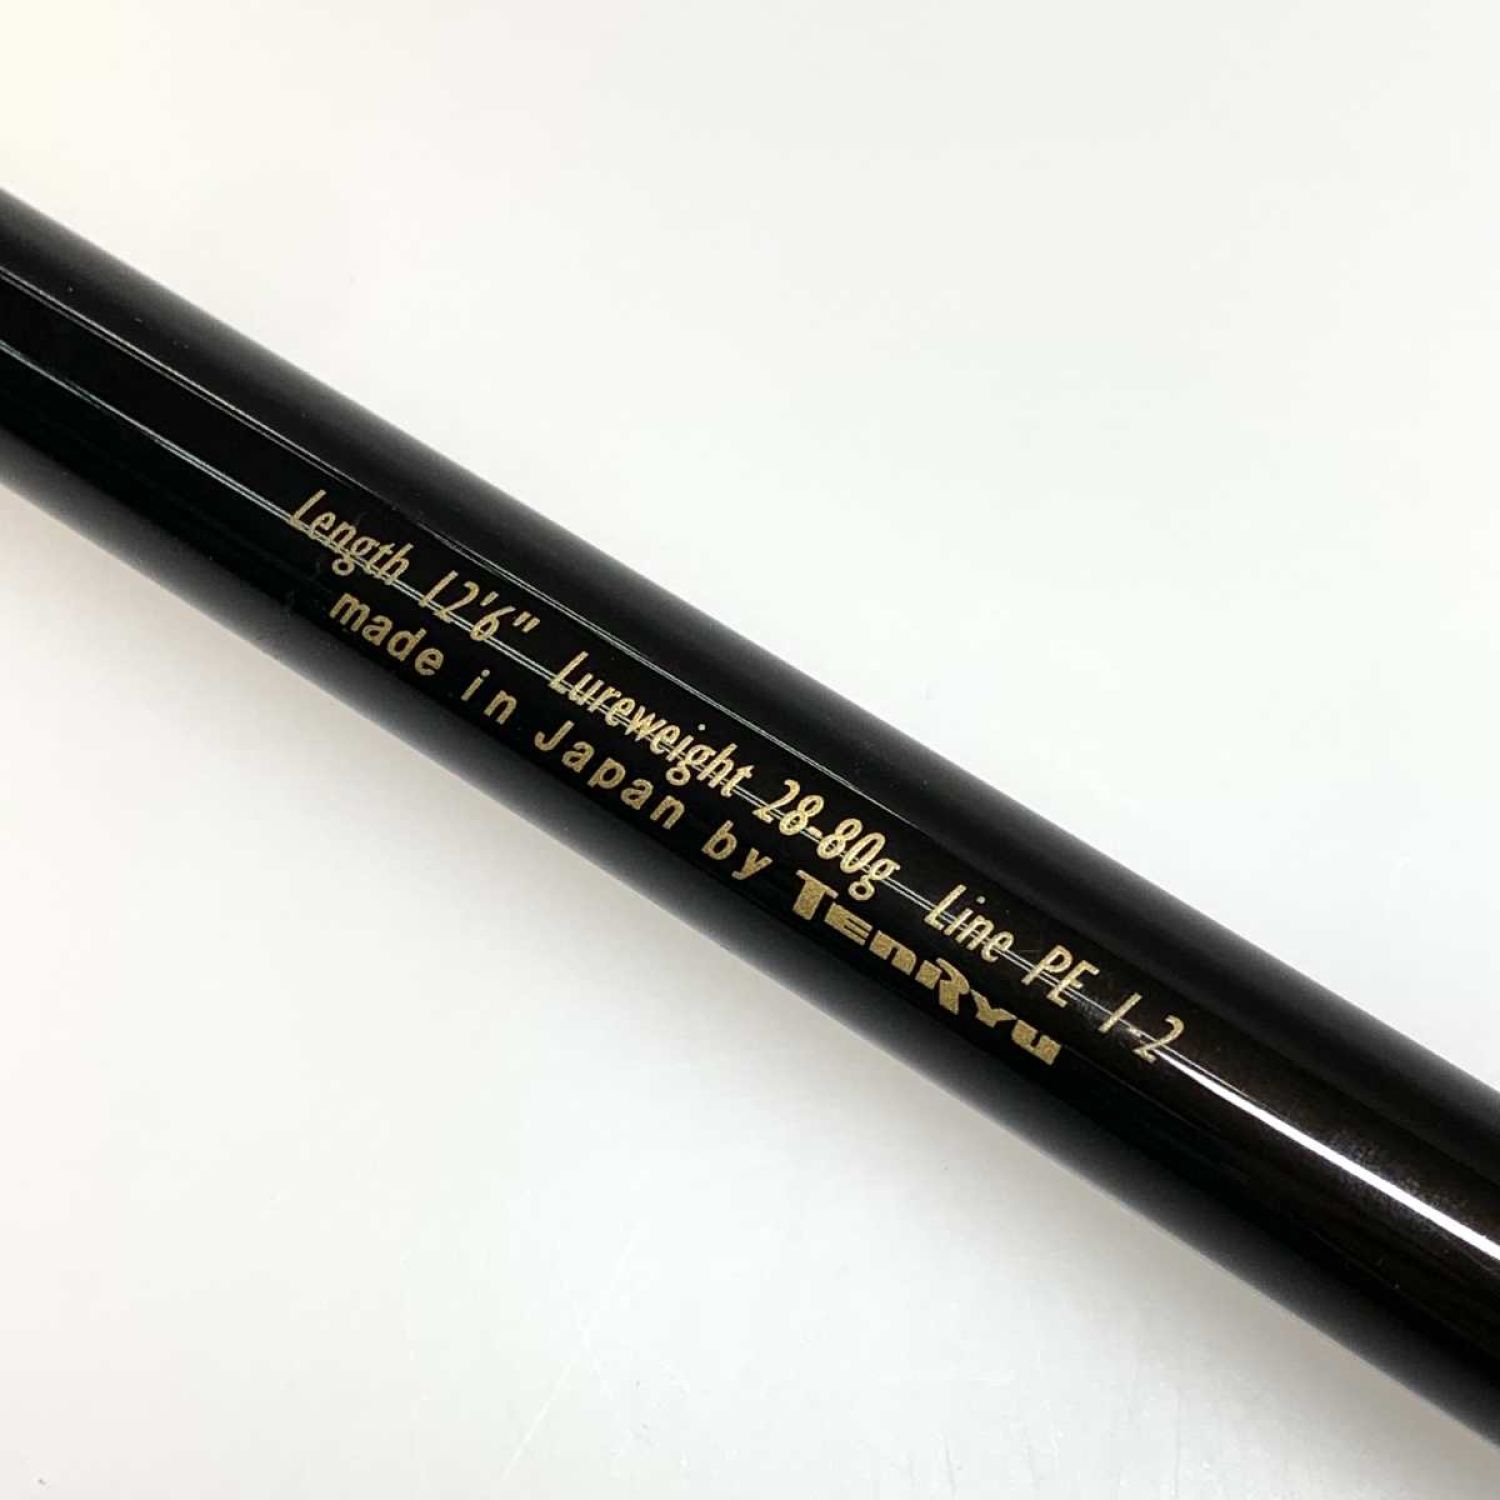 Length 12'6" Lureweight 28-80g Line PE 1-2
made in Japan by TenRyu